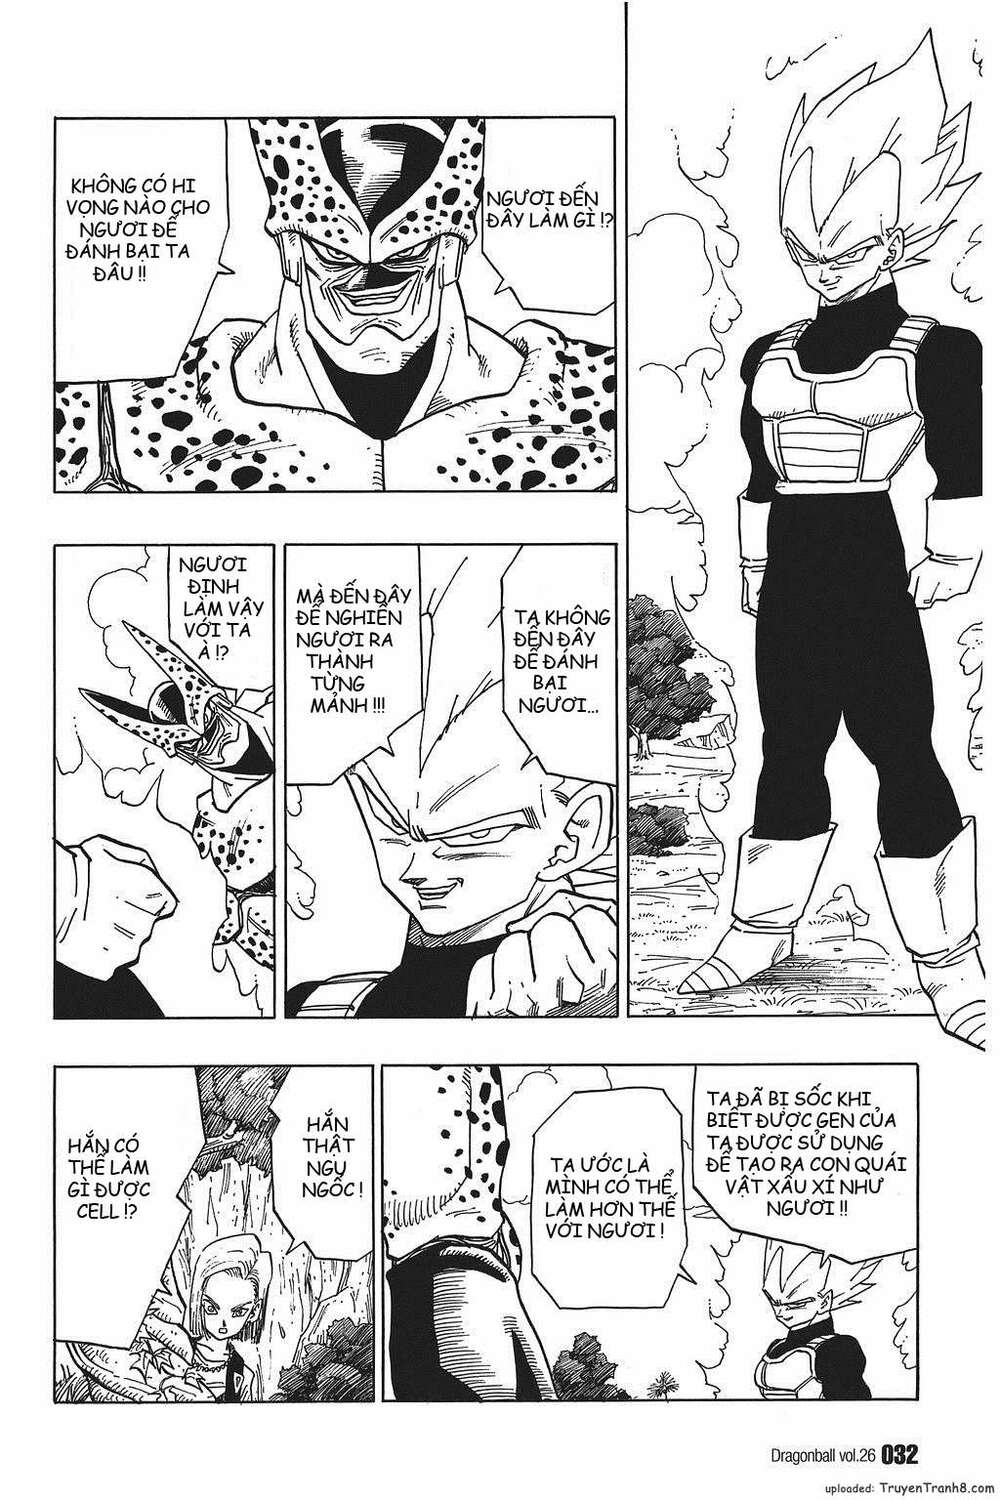 NGƯƠI ĐẾN
ĐÂY LÀM GÌ !?
KHÔNG CÓ HI
VỌNG NÀO CHO
NGƯƠI ĐỂ
ĐÁNH BẠI TA
ĐÂU !!
TA KHÔNG
ĐẾN ĐÂY
ĐỂ ĐÁNH
BẠI
NGƯƠI...
MÀ ĐẾN ĐÂY
ĐỂ NGHIỀN
NGƯƠI RA
THÀNH
TỪNG
MẢNH !!!
NGƯƠI
ĐỊNH
LÀM VẬY
VỚI TA
À !?
TA ĐÃ BỊ SỐC KHI
BIẾT ĐƯỢC GEN CỦA
TA ĐƯỢC SỬ DỤNG
ĐỂ TẠO RA CON QUÁI
VẬT XẤU XÍ NHƯ
NGƯƠI !!
TA ƯỚC LÀ
MÌNH CÓ THỂ
LÀM HƠN THẾ
VỚI NGƯƠI !
HẮN
THẬT
NGU
NGỐC !
HẮN CÓ
THỂ LÀM
GÌ ĐƯỢC
CELL !?
Dragonball vol.26 032
uploaded: TruyenTranh8.com